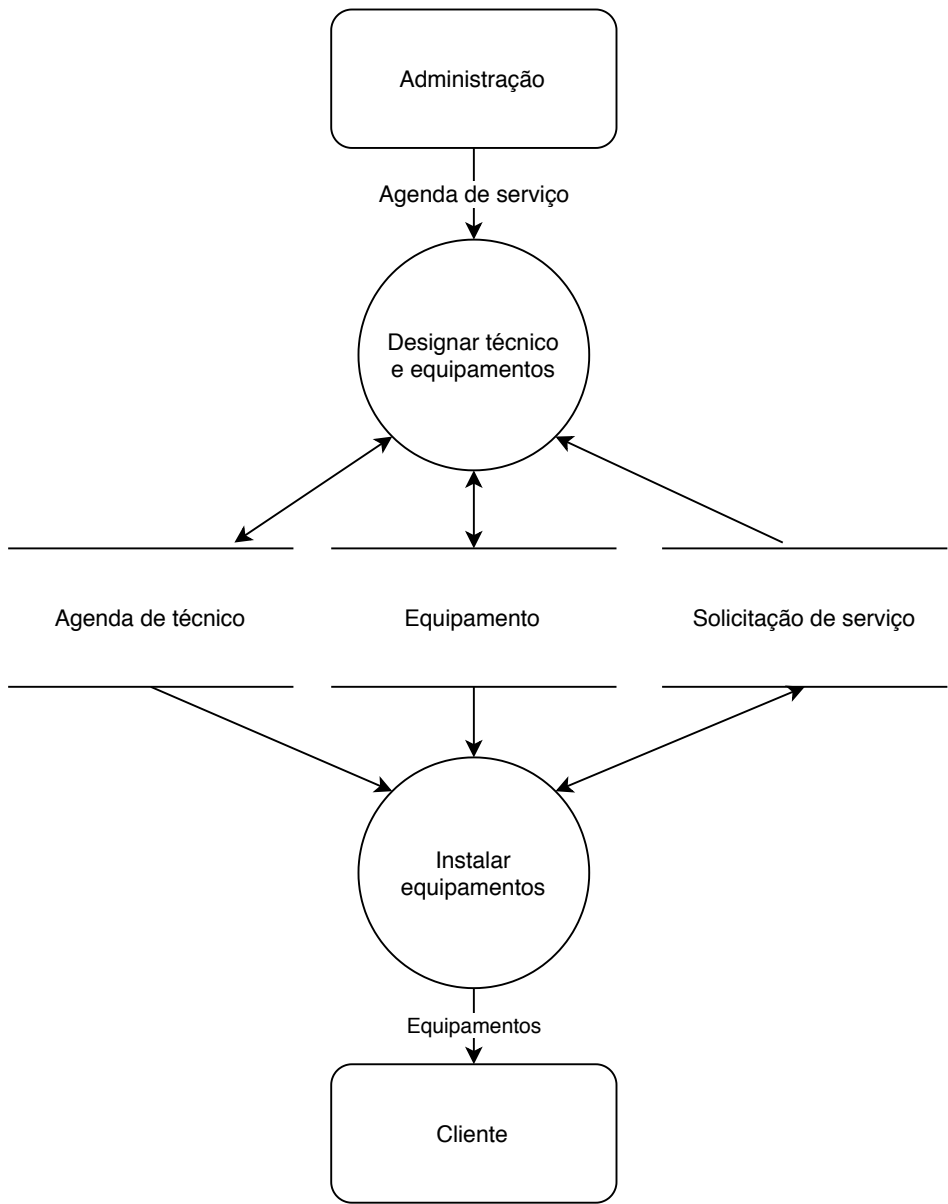 Administração
Agenda de serviço
Designar técnico
e equipamentos
Agenda de técnico
Equipamento
Solicitação de serviço
Instalar
equipamentos
Equipamentos
Cliente